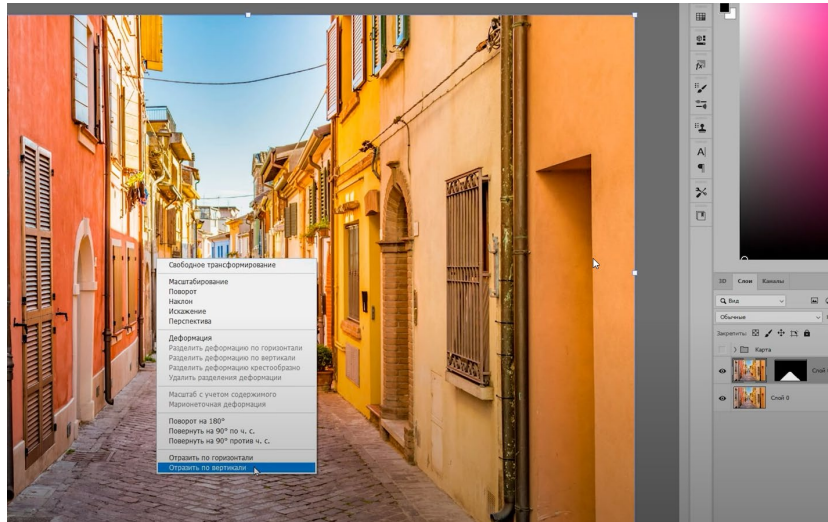 Свободное трансформирование
Масштабирование
Поворот
Наклон
Искажение
Перспектива
Деформация
Разделить деформацию по горизонтали
Разделить деформацию по вертикали
Разделить деформацию крестообразно
Удалить разделения деформации
Масштаб с учетом содержимого
Марионеточная деформация
Поворот на 180°
Повернуть на 90° по ч. с.
Повернуть на 90° против ч. с.
Отразить по горизонтали
Отразить по вертикали
3D Слои Каналы
Вид
Обычные
Закрепить:
Карта
Слой
Слой 0